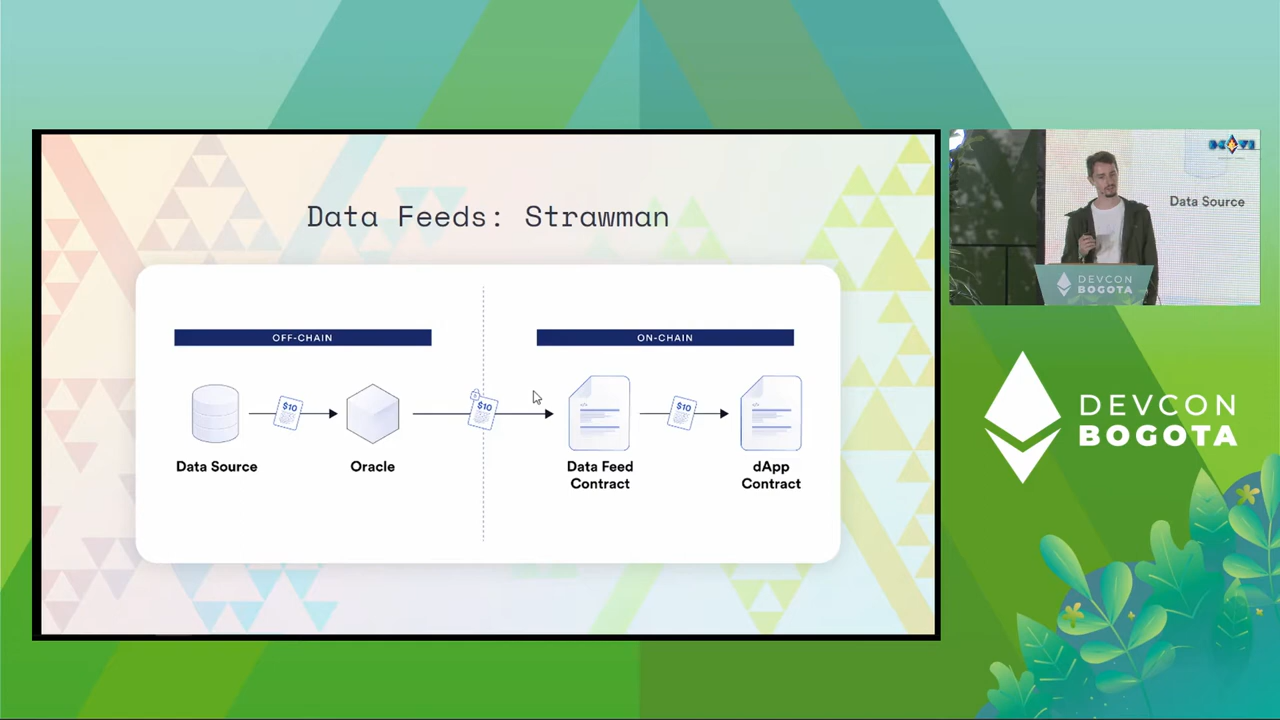 Data Feeds: Strawman
OFF-CHAIN
ON-CHAIN
$10
$10
$10
Data Source
Oracle
Data Feed
Contract
dApp
Contract
Data Source
DEVCON
BOGOTA
DEVCON
BOGOTA